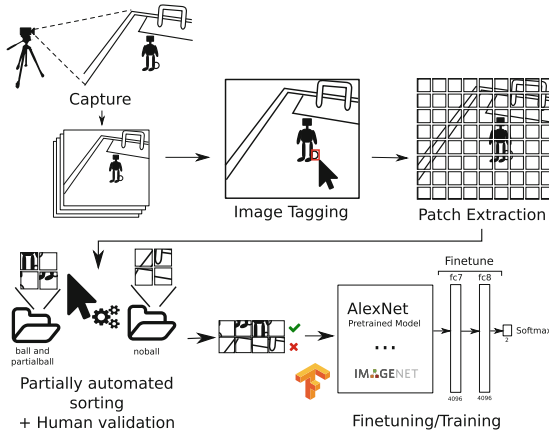 Capture
Image Tagging
Patch Extraction
ball and
partialball
noball
Partially automated
sorting
+ Human validation
Finetune
fc7
fc8
AlexNet
Pretrained Model
...
IMAGENET
4096
4096
2
Softmax
Finetuning/Training